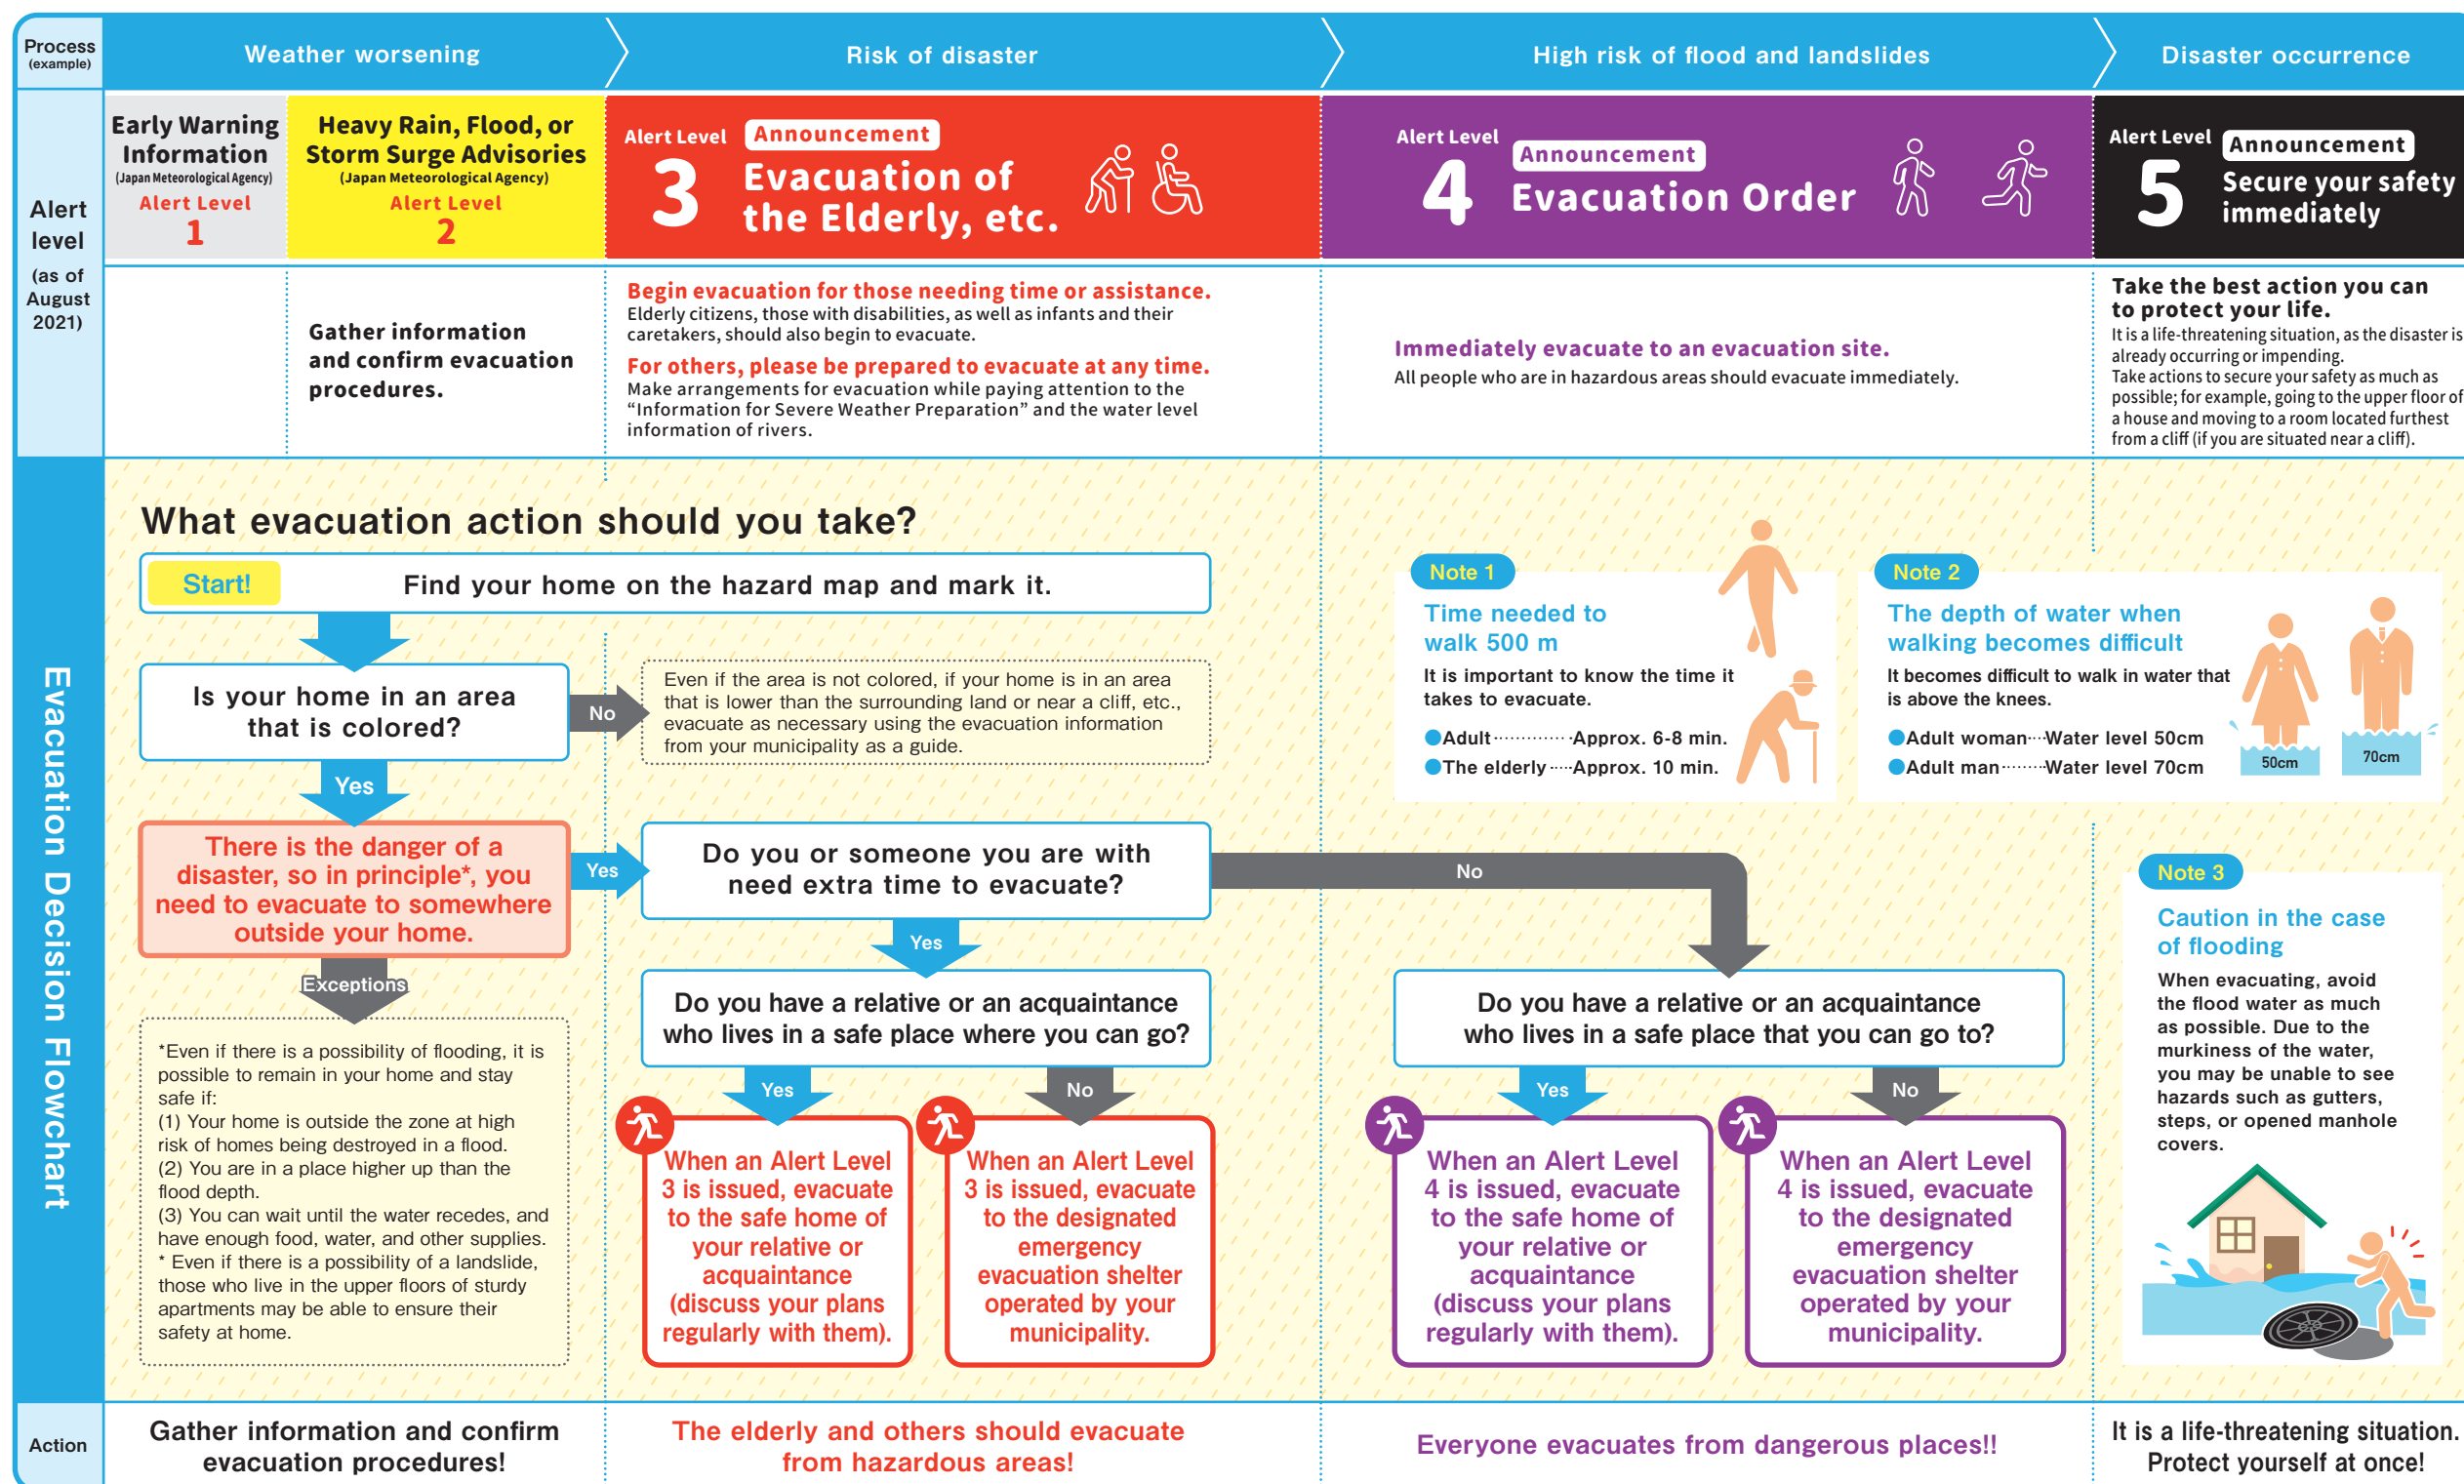 Process
(example)
Weather worsening
Risk of disaster
High risk of flood and landslides
Disaster occurrence
Alert
level
(as of
August
2021)
Early Warning
Information
(Japan Meteorological Agency)
Alert Level
1
Heavy Rain, Flood, or
Storm Surge Advisories
(Japan Meteorological Agency)
Alert Level
2
Alert Level
3
Announcement
Evacuation of
the Elderly, etc.
Alert Level
4
Announcement
Evacuation Order
Alert Level
5
Announcement
Secure your safety
immediately
Gather information
and confirm evacuation
procedures.
Begin evacuation for those needing time or assistance.
Elderly citizens, those with disabilities, as well as infants and their
caretakers, should also begin to evacuate.
For others, please be prepared to evacuate at any time.
Make arrangements for evacuation while paying attention to the
“Information for Severe Weather Preparation” and the water level
information of rivers.
Immediately evacuate to an evacuation site.
All people who are in hazardous areas should evacuate immediately.
Take the best action you can
to protect your life.
It is a life-threatening situation, as the disaster is
already occurring or impending.
Take actions to secure your safety as much as
possible; for example, going to the upper floor of
a house and moving to a room located furthest
from a cliff (if you are situated near a cliff).
Evacuation Decision Flowchart
What evacuation action should you take?
Start!
Find your home on the hazard map and mark it.
Is your home in an area
that is colored?
No
Even if the area is not colored, if your home is in an area
that is lower than the surrounding land or near a cliff, etc.,
evacuate as necessary using the evacuation information
from your municipality as a guide.
Yes
There is the danger of a
disaster, so in principle*, you
need to evacuate to somewhere
outside your home.
Yes
Exceptions
*Even if there is a possibility of flooding, it is
possible to remain in your home and stay
safe if:
(1) Your home is outside the zone at high
risk of homes being destroyed in a flood.
(2) You are in a place higher up than the
flood depth.
(3) You can wait until the water recedes, and
have enough food, water, and other supplies.
* Even if there is a possibility of a landslide,
those who live in the upper floors of sturdy
apartments may be able to ensure their
safety at home.
Do you or someone you are with
need extra time to evacuate?
No
Yes
Do you have a relative or an acquaintance
who lives in a safe place where you can go?
Yes
No
When an Alert Level
3 is issued, evacuate
to the safe home of
your relative or
acquaintance
(discuss your plans
regularly with them).
When an Alert Level
3 is issued, evacuate
to the designated
emergency
evacuation shelter
operated by your
municipality.
Note 1
Time needed to
walk 500 m
It is important to know the time it
takes to evacuate.
●Adult ············· Approx. 6-8 min.
●The elderly ····· Approx. 10 min.
Note 2
The depth of water when
walking becomes difficult
It becomes difficult to walk in water that
is above the knees.
●Adult woman···· Water level 50cm
●Adult man········ Water level 70cm
50cm
70cm
Do you have a relative or an acquaintance
who lives in a safe place that you can go to?
Yes
No
When an Alert Level
4 is issued, evacuate
to the safe home of
your relative or
acquaintance
(discuss your plans
regularly with them).
When an Alert Level
4 is issued, evacuate
to the designated
emergency
evacuation shelter
operated by your
municipality.
Note 3
Caution in the case
of flooding
When evacuating, avoid
the flood water as much
as possible. Due to the
murkiness of the water,
you may be unable to see
hazards such as gutters,
steps, or opened manhole
covers.
Action
Gather information and confirm
evacuation procedures!
The elderly and others should evacuate
from hazardous areas!
Everyone evacuates from dangerous places!!
It is a life-threatening situation.
Protect yourself at once!